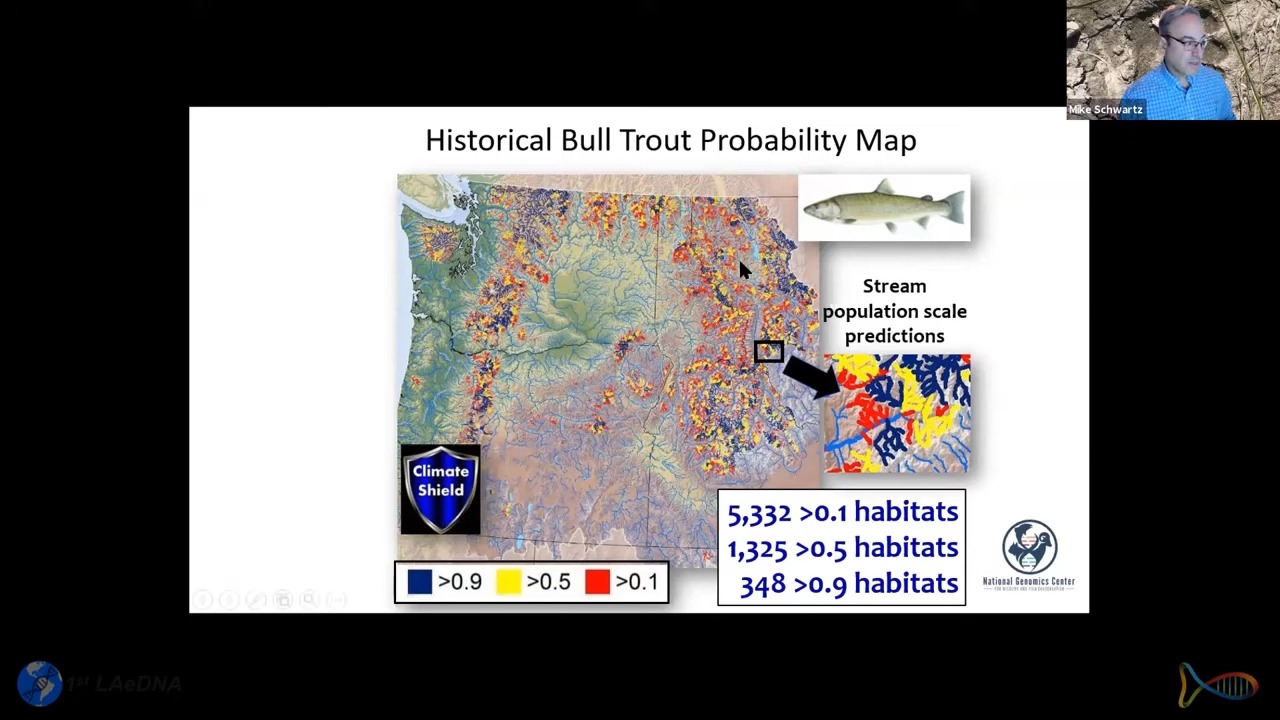 Mike Schwartz
Historical Bull Trout Probability Map
Stream
population scale
predictions
Climate
Shield
5,332 >0.1 habitats
1,325 >0.5 habitats
348 >0.9 habitats
>0.9 >0.5 >0.1
National Genomics Center
FOR WILDLIFE AND FISH CONSERVATION
1st LAeDNA